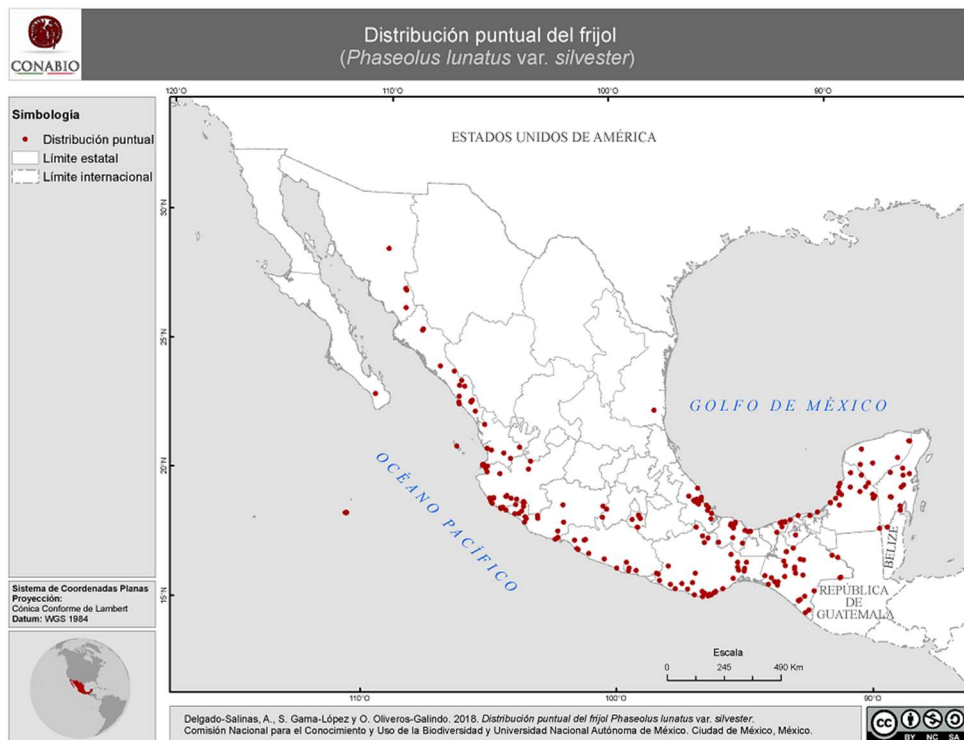 CONABIO
Distribución puntual del frijol
(Phaseolus lunatus var. silvester)
Simbología
Distribución puntual
Límite estatal
Límite internacional
120°O
110°O
100°O
90°O
30°N
25°N
20°N
15°N
ESTADOS UNIDOS DE AMÉRICA
GOLFO DE MÉXICO
OCÉANO PACÍFICO
BELIZE
REPÚBLICA
DE
GUATEMALA
Escala
0 245 490 Km
110°O
100°O
90°O
Sistema de Coordenadas Planas
Proyección:
Cónica Conforme de Lambert
Datum: WGS 1984
Delgado-Salinas, A., S. Gama-López y O. Oliveros-Galindo. 2018. Distribución puntual del frijol Phaseolus lunatus var. silvester.
Comisión Nacional para el Conocimiento y Uso de la Biodiversidad y Universidad Nacional Autónoma de México. Ciudad de México, México.
CC
BY NC SA